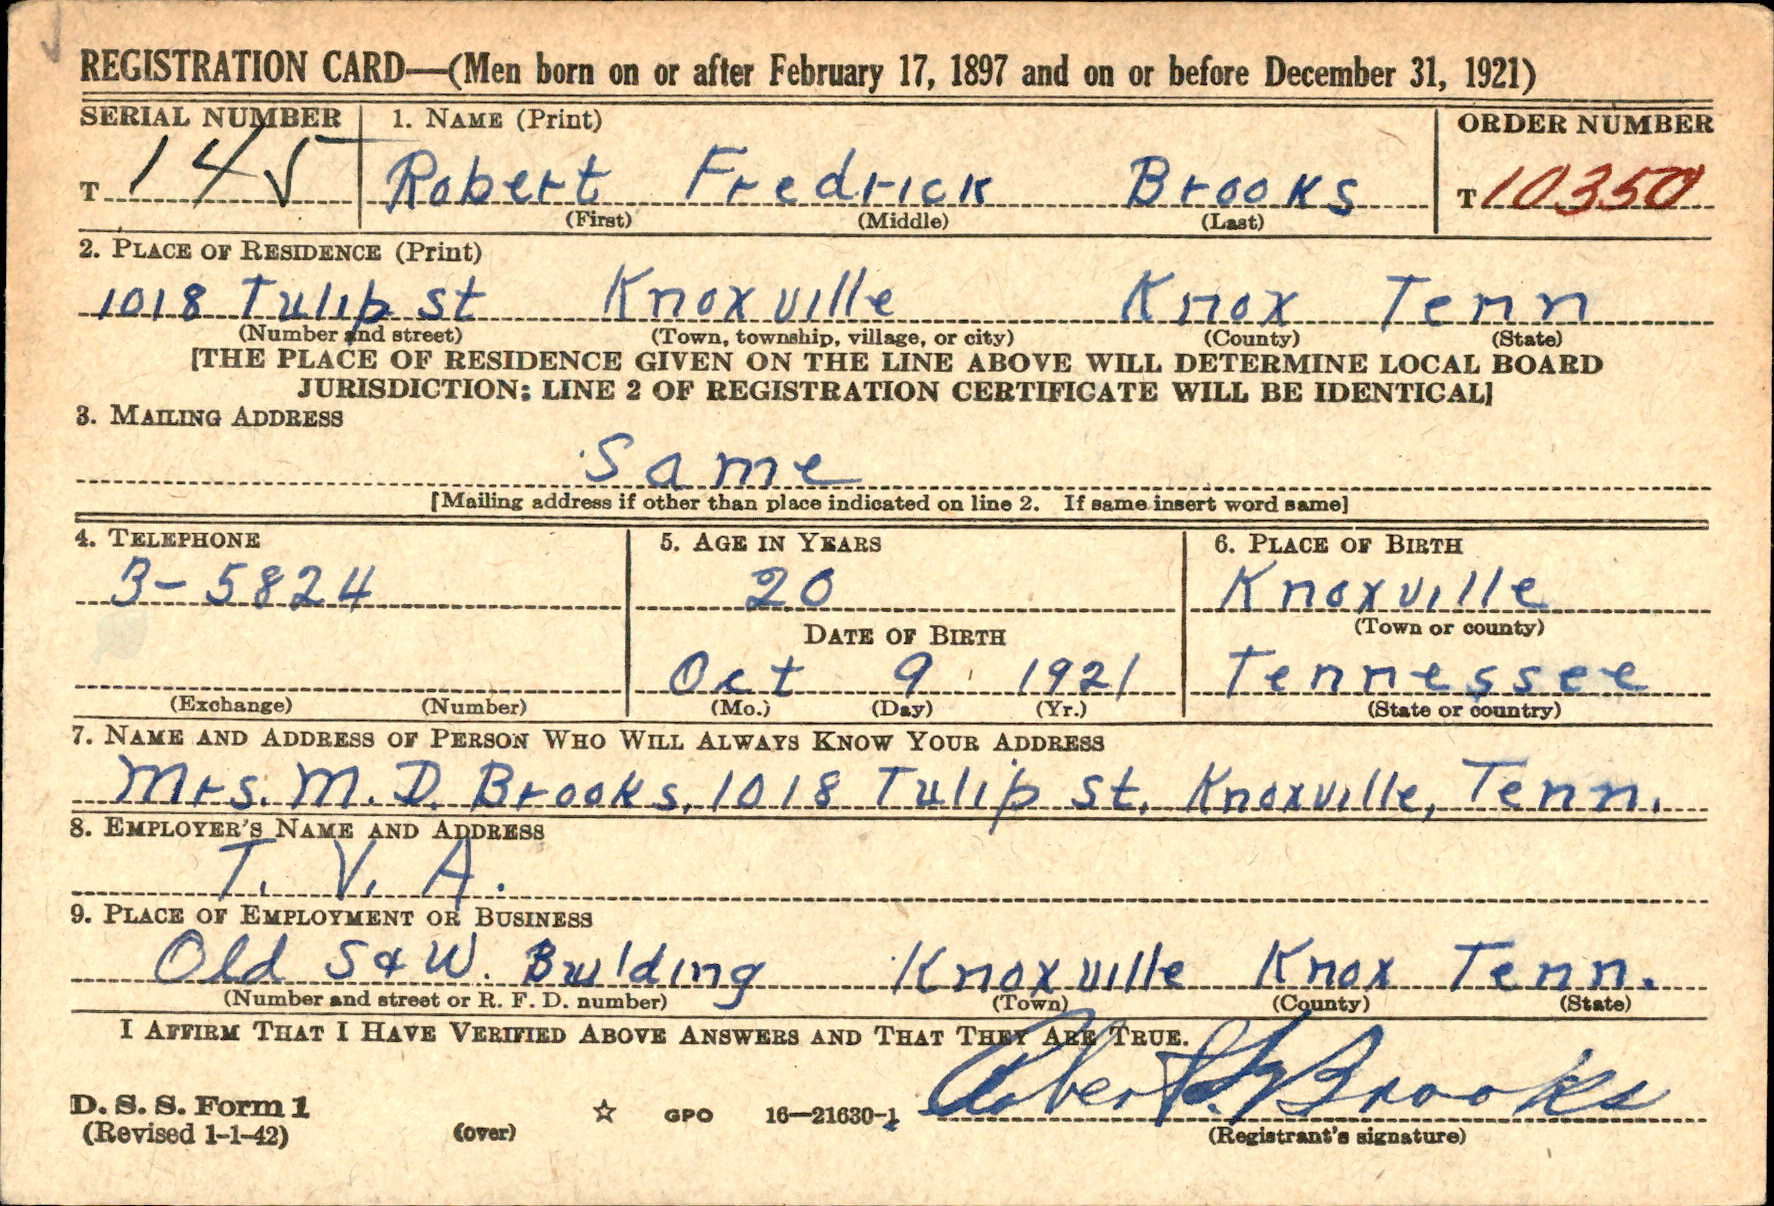 REGISTRATION CARD—(Men born on or after February 17, 1897 and on or before December 31, 1921)
SERIAL NUMBER 1. NAME (Print) ORDER NUMBER
T 145 Robert Fredrick Brooks T 10350
(First) (Middle) (Last)
2. PLACE OF RESIDENCE (Print)
1018 Tulip St Knoxville Knox Tenn
(Number and street) (Town, township, village, or city) (County) (State)
[THE PLACE OF RESIDENCE GIVEN ON THE LINE ABOVE WILL DETERMINE LOCAL BOARD
JURISDICTION; LINE 2 OF REGISTRATION CERTIFICATE WILL BE IDENTICAL]
3. MAILING ADDRESS
Same
[Mailing address if other than place indicated on line 2. If same insert word same]
4. TELEPHONE 5. AGE IN YEARS 6. PLACE OF BIRTH
3-5824 20 Knoxville
(Town or county)
DATE OF BIRTH
Oct 9 1921 Tennessee
(Exchange) (Number) (Mo.) (Day) (Yr.) (State or country)
7. NAME AND ADDRESS OF PERSON WHO WILL ALWAYS KNOW YOUR ADDRESS
Mrs. M. D. Brooks, 1018 Tulip St. Knoxville, Tenn.
8. EMPLOYER'S NAME AND ADDRESS
T. V. A.
9. PLACE OF EMPLOYMENT OR BUSINESS
Old S & W. Building Knoxville Knox Tenn.
(Number and street or R. F. D. number) (Town) (County) (State)
I AFFIRM THAT I HAVE VERIFIED ABOVE ANSWERS AND THAT THEY ARE TRUE.
Robert F. Brooks
D. S. S. Form 1
(Revised 1-1-42) (over) ☆ GPO 16—21630-1 (Registrant's signature)